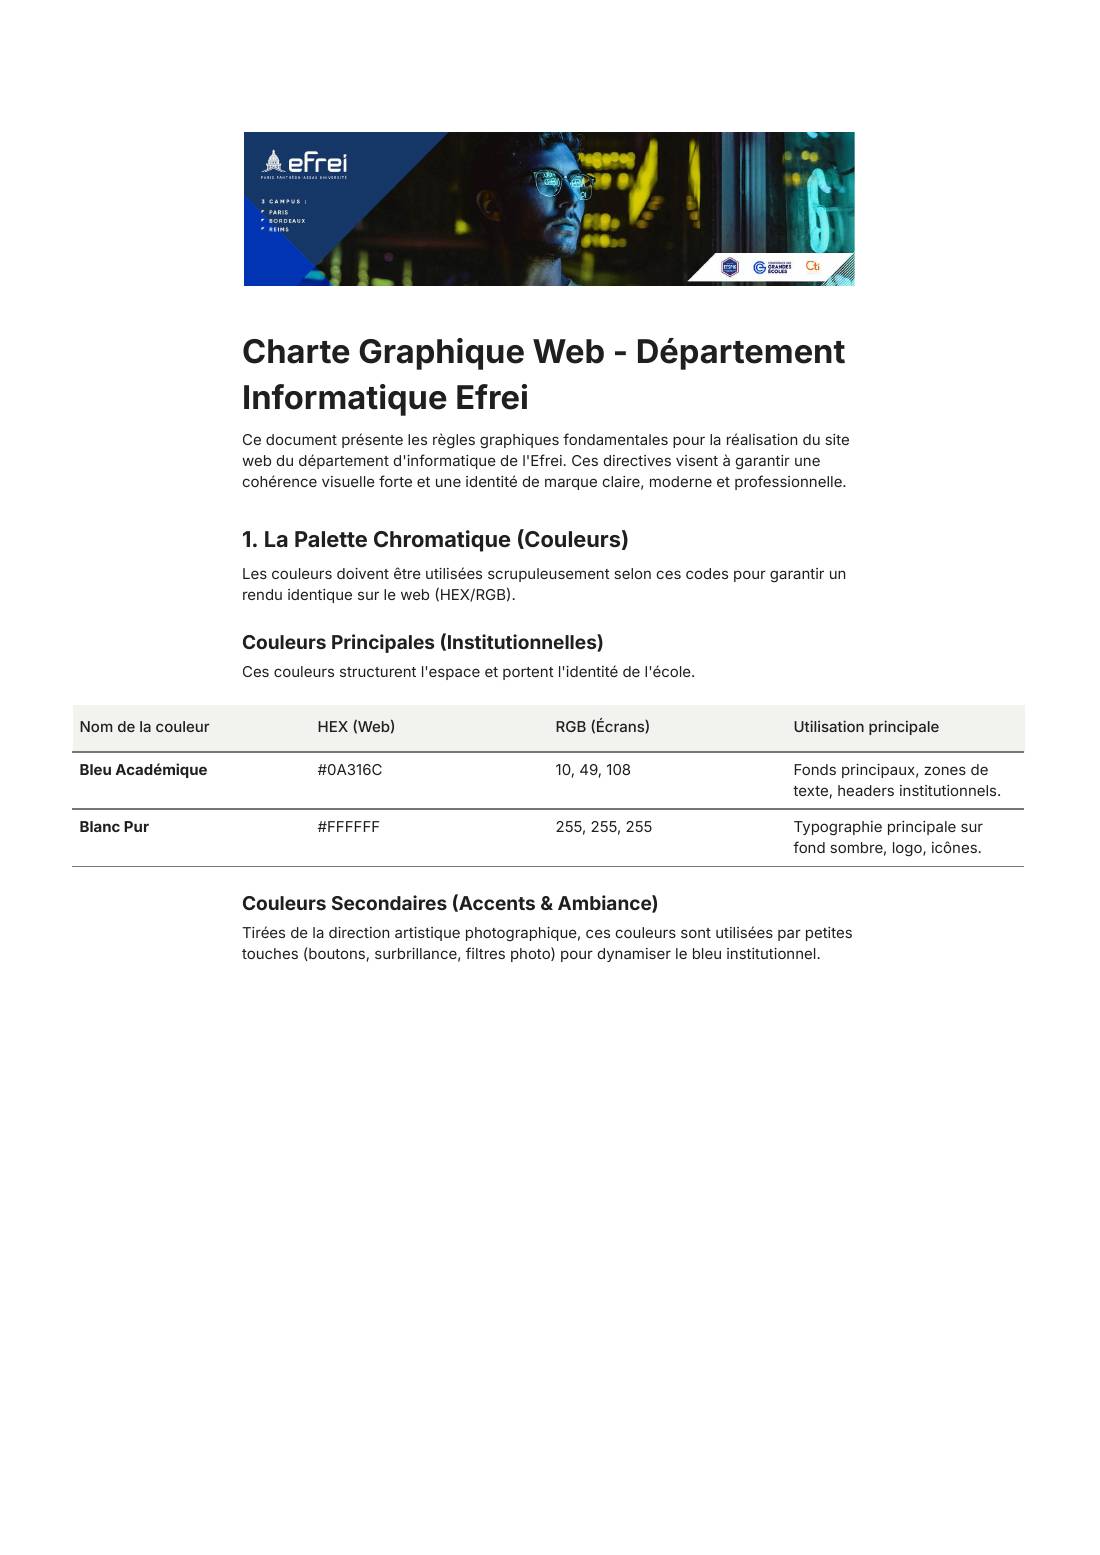 efrei
PARIS PANTHÉON-ASSAS UNIVERSITÉ
3 CAMPUS :
PARIS
BORDEAUX
REIMS
CONFÉRENCE DES
GRANDES
ÉCOLES
Cti
Charte Graphique Web - Département
Informatique Efrei
Ce document présente les règles graphiques fondamentales pour la réalisation du site
web du département d'informatique de l'Efrei. Ces directives visent à garantir une
cohérence visuelle forte et une identité de marque claire, moderne et professionnelle.
1. La Palette Chromatique (Couleurs)
Les couleurs doivent être utilisées scrupuleusement selon ces codes pour garantir un
rendu identique sur le web (HEX/RGB).
Couleurs Principales (Institutionnelles)
Ces couleurs structurent l'espace et portent l'identité de l'école.
Nom de la couleur HEX (Web) RGB (Écrans) Utilisation principale
Bleu Académique #0A316C 10, 49, 108 Fonds principaux, zones de
texte, headers institutionnels.
Blanc Pur #FFFFFF 255, 255, 255 Typographie principale sur
fond sombre, logo, icônes.
Couleurs Secondaires (Accents & Ambiance)
Tirées de la direction artistique photographique, ces couleurs sont utilisées par petites
touches (boutons, surbrillance, filtres photo) pour dynamiser le bleu institutionnel.